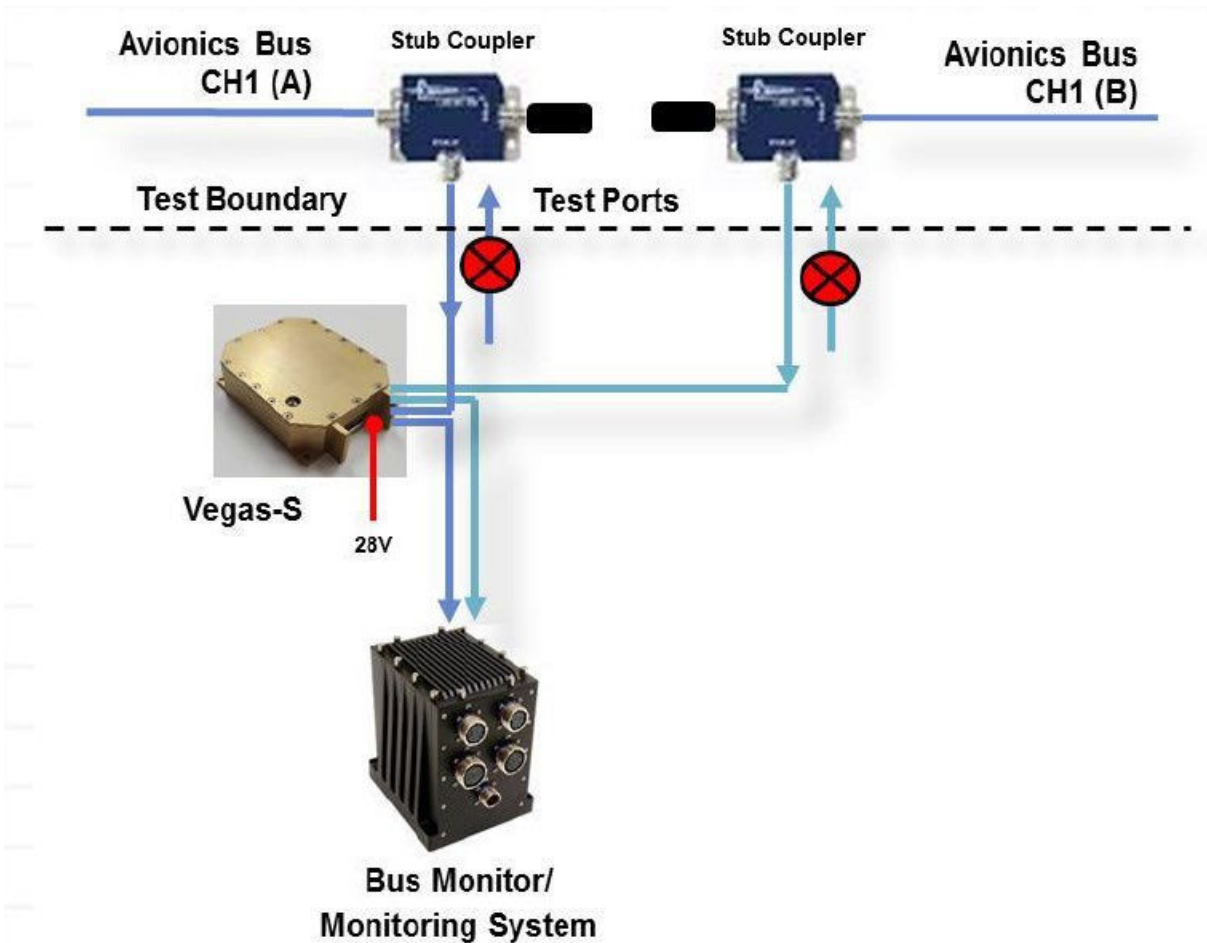 Avionics Bus
CH1 (A)
Stub Coupler
Stub Coupler
Avionics Bus
CH1 (B)
Test Boundary
Test Ports
Vegas-S
28V
Bus Monitor/
Monitoring System